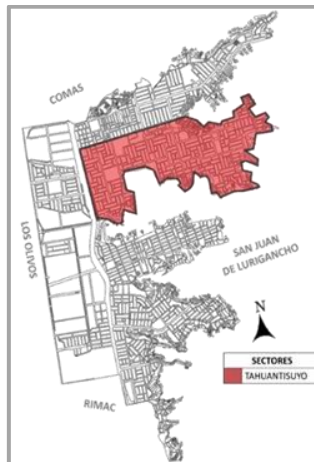 COMAS
LOS OLIVOS
SAN JUAN
DE LURIGANCHO
N
SECTORES
TAHUANTISUYO
RIMAC